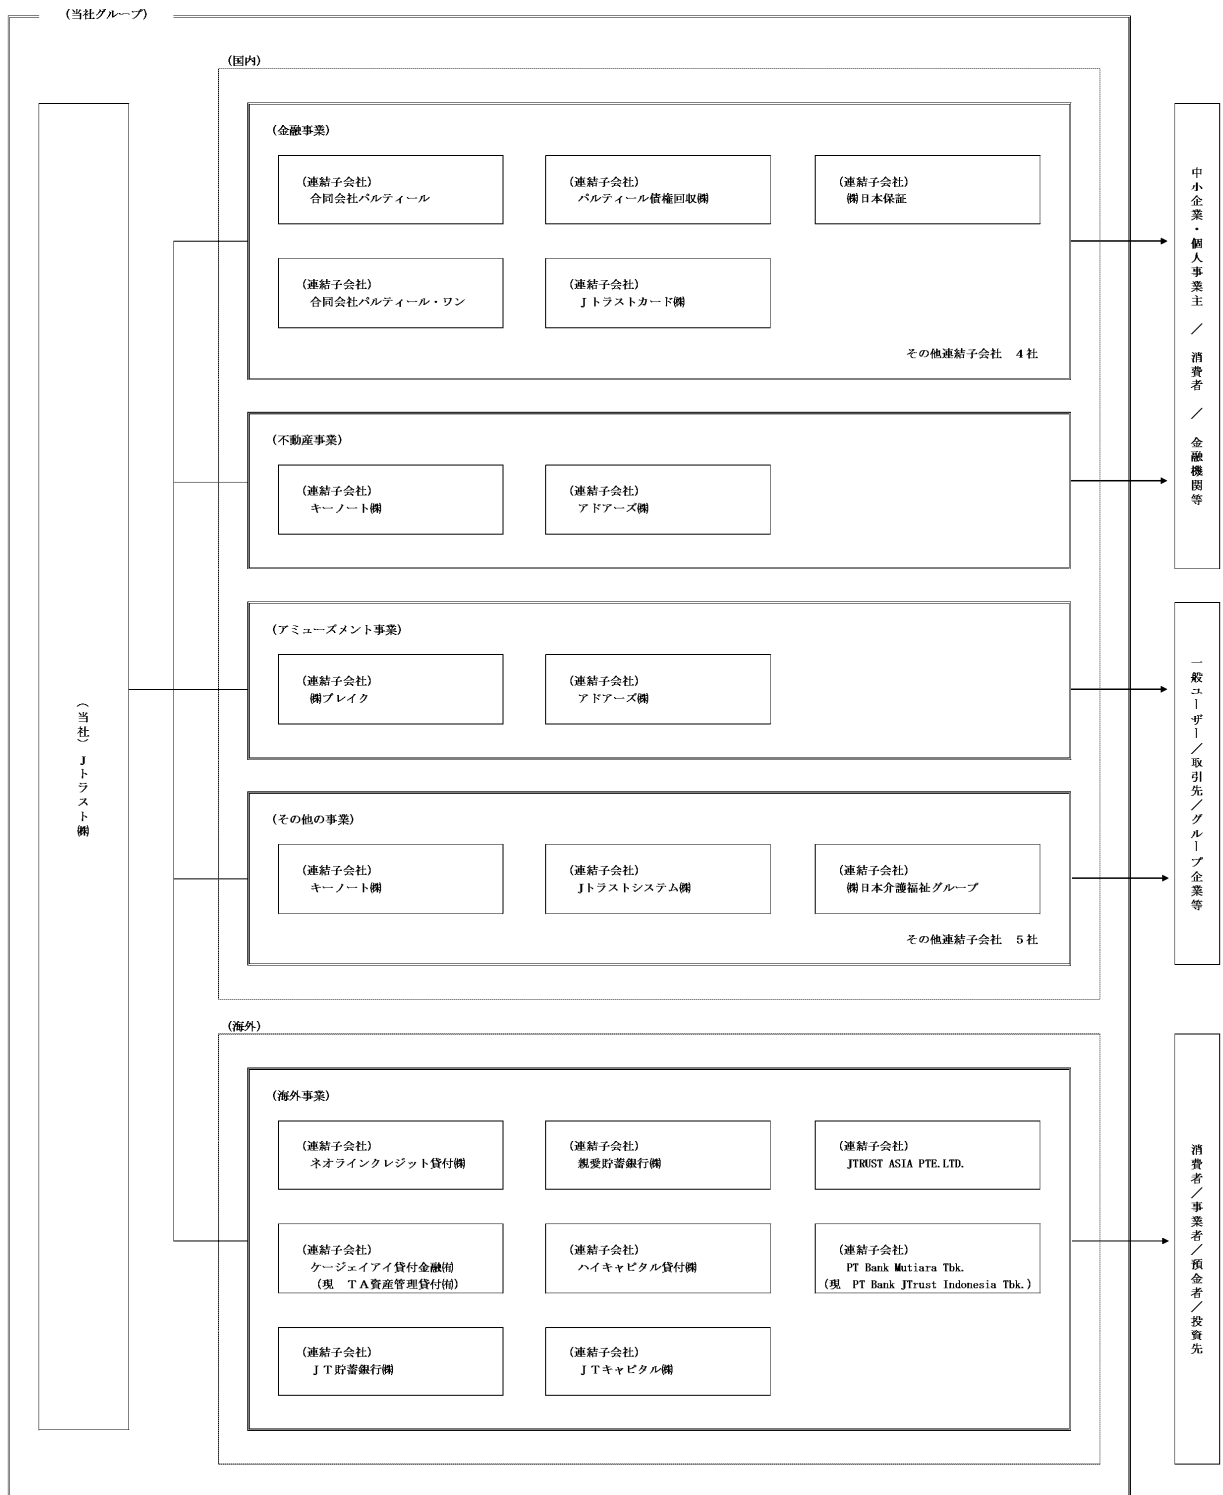 (当社グループ)
(国内)
(当社)Jトラスト㈱
(金融事業)
(連結子会社)
合同会社パルティール
(連結子会社)
パルティール債権回収㈱
(連結子会社)
㈱日本保証
(連結子会社)
合同会社パルティール・ワン
(連結子会社)
Jトラストカード㈱
その他連結子会社 4社
(不動産事業)
(連結子会社)
キーノート㈱
(連結子会社)
アドアーズ㈱
中小企業・個人事業主 / 消費者 / 金融機関等
(アミューズメント事業)
(連結子会社)
㈱ブレイク
(連結子会社)
アドアーズ㈱
(その他の事業)
(連結子会社)
キーノート㈱
(連結子会社)
Jトラストシステム㈱
(連結子会社)
㈱日本介護福祉グループ
その他連結子会社 5社
一般ユーザー/取引先/グループ企業等
(海外)
(海外事業)
(連結子会社)
ネオラインクレジット貸付㈱
(連結子会社)
親愛貯蓄銀行㈱
(連結子会社)
JTRUST ASIA PTE.LTD.
(連結子会社)
ケージェイアイ貸付金融㈲
(現 TA資産管理貸付㈲)
(連結子会社)
ハイキャピタル貸付㈱
(連結子会社)
PT Bank Mutiara Tbk.
(現 PT Bank JTrust Indonesia Tbk.)
(連結子会社)
JT貯蓄銀行㈱
(連結子会社)
JTキャピタル㈱
消費者/事業者/預金者/投資先